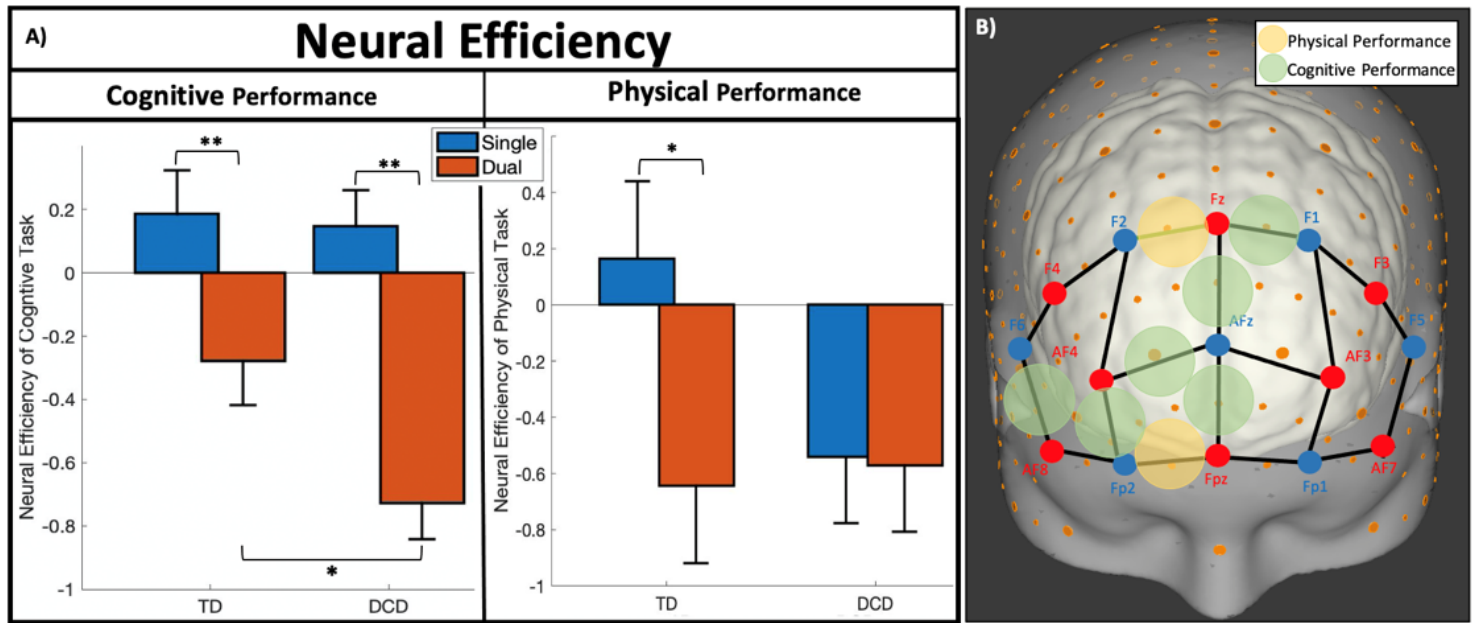 A)
Neural Efficiency
Cognitive Performance
Physical Performance
Neural Efficiency of Cogntive Task
0.2
0
-0.2
-0.4
-0.6
-0.8
-1
**
**
*
TD
DCD
Single
Dual
Neural Efficiency of Physical Task
0.4
0.2
0
-0.2
-0.4
-0.6
-0.8
-1
*
TD
DCD
B)
Physical Performance
Cognitive Performance
Fz
F2
F1
F4
F3
F6
AFz
F5
AF4
AF3
AF8
Fp2
Fpz
Fp1
AF7